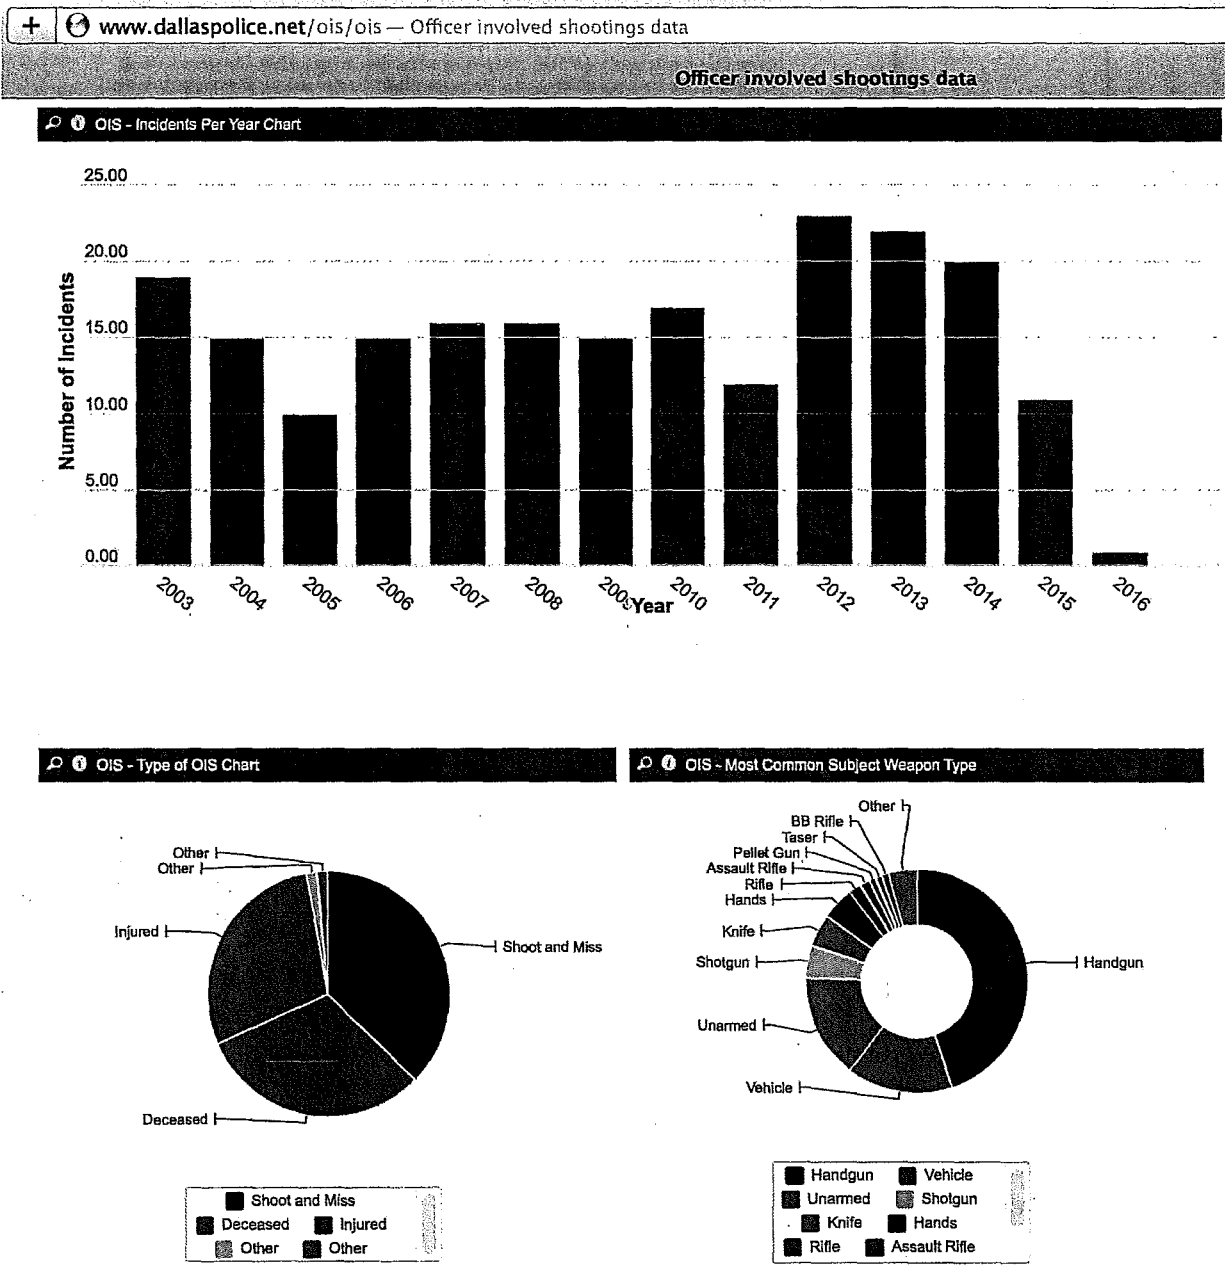 + www.dallaspolice.net/ois/ois — Officer involved shootings data
Officer involved shootings data
OIS - Incidents Per Year Chart
25.00
20.00
15.00
10.00
5.00
0.00
Number of Incidents
2003 2004 2005 2006 2007 2008 2009 2010 2011 2012 2013 2014 2015 2016
Year
OIS - Type of OIS Chart
Other
Other
Injured
Shoot and Miss
Deceased
Shoot and Miss
Deceased Injured
Other Other
OIS - Most Common Subject Weapon Type
Other
BB Rifle
Taser
Pellet Gun
Assault Rifle
Rifle
Hands
Knife
Shotgun
Handgun
Unarmed
Vehicle
Handgun Vehicle
Unarmed Shotgun
Knife Hands
Rifle Assault Rifle